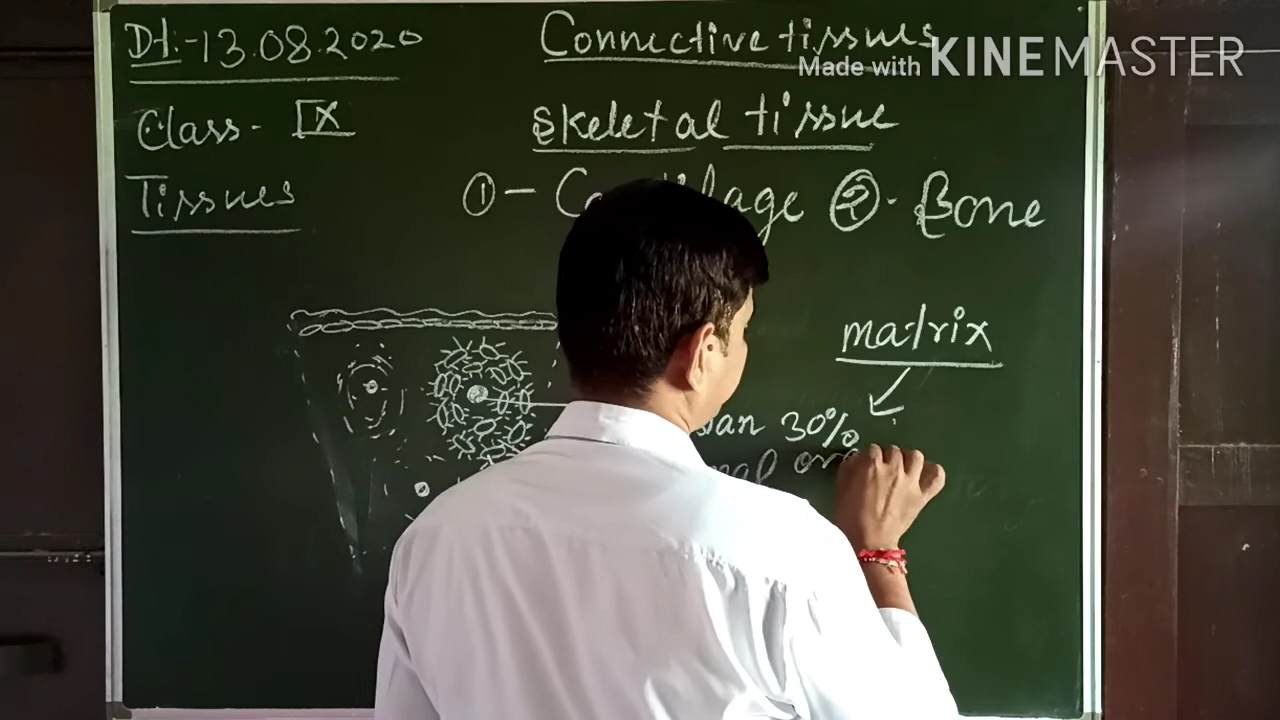 Dt.-13.08.2020
Connective tissues
Made with KINEMASTER
Class- IX
Skeletal tissue
Tissues
①- Cartilage ②- Bone
matrix
30%